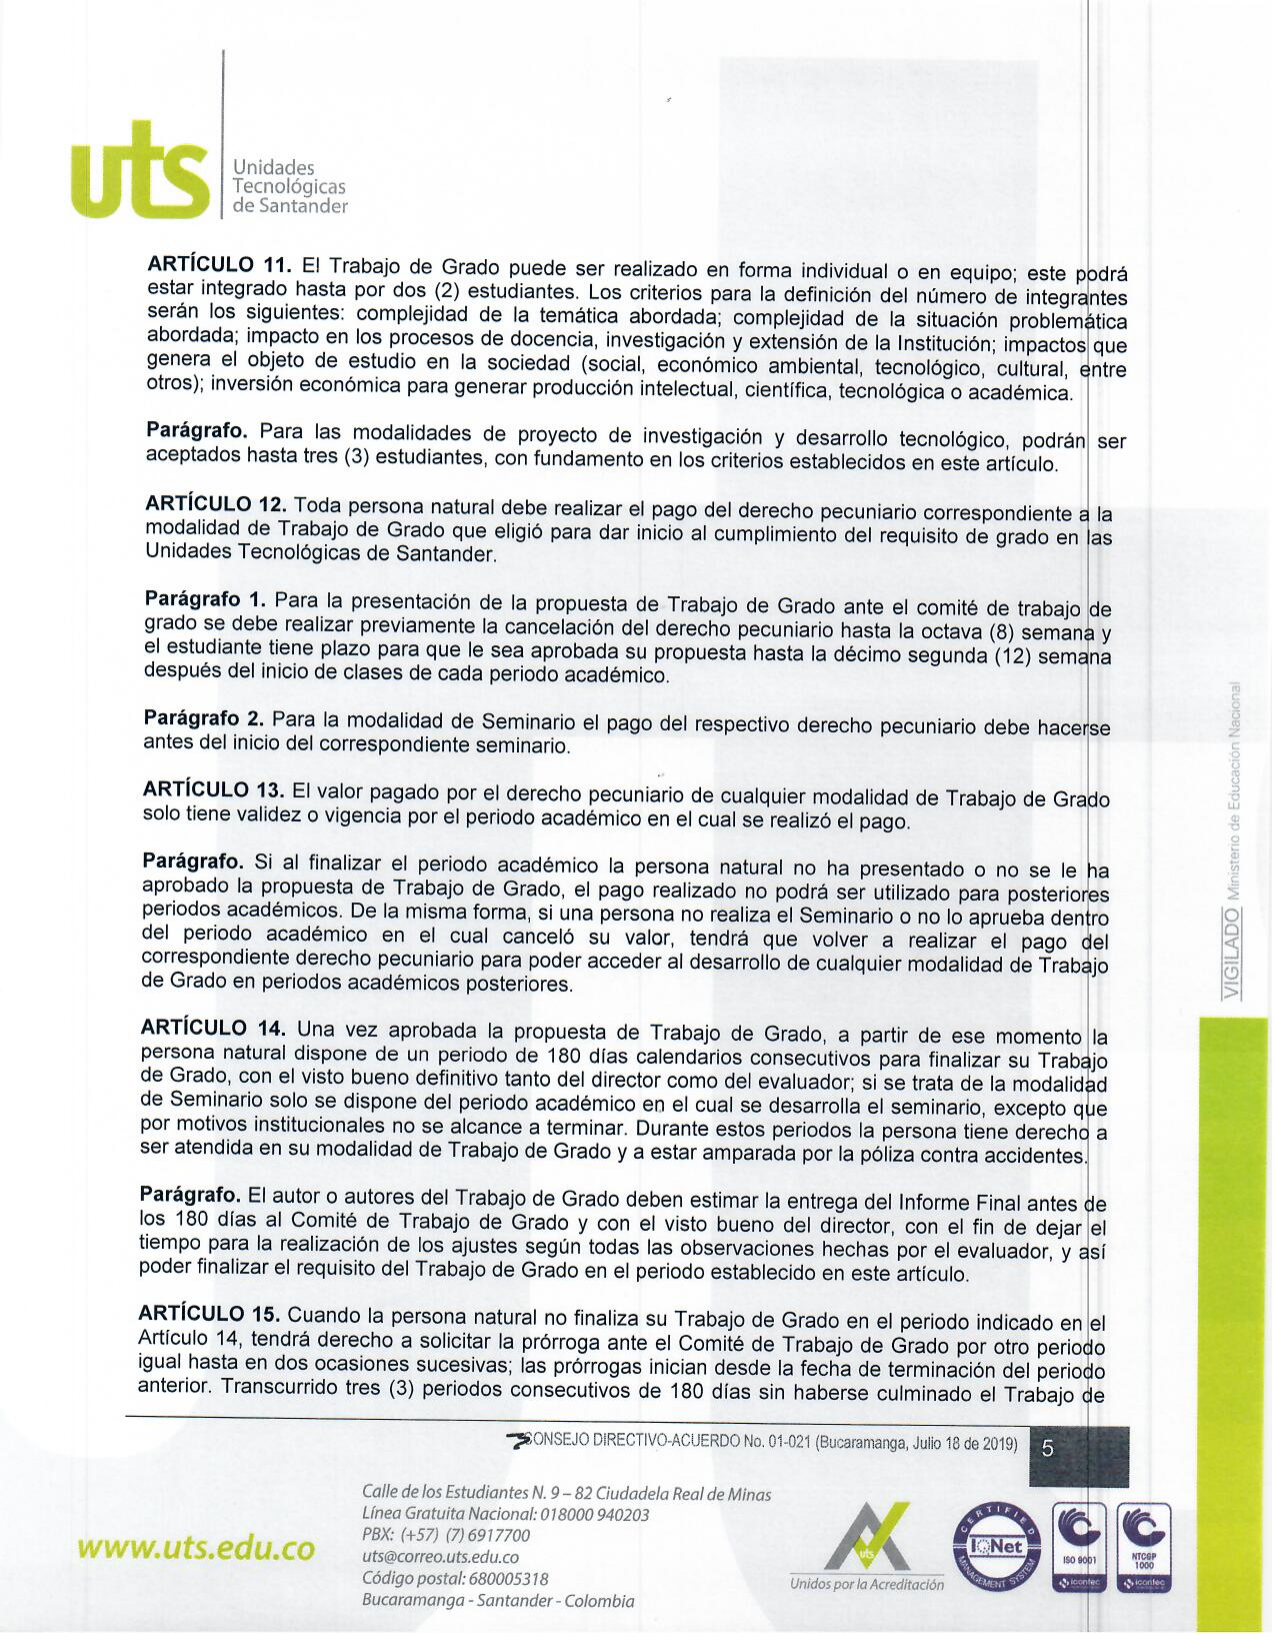 uts
Unidades
Tecnológicas
de Santander
ARTÍCULO 11. El Trabajo de Grado puede ser realizado en forma individual o en equipo; este podrá
estar integrado hasta por dos (2) estudiantes. Los criterios para la definición del número de integrantes
serán los siguientes: complejidad de la temática abordada; complejidad de la situación problemática
abordada; impacto en los procesos de docencia, investigación y extensión de la Institución; impactos que
genera el objeto de estudio en la sociedad (social, económico ambiental, tecnológico, cultural, entre
otros); inversión económica para generar producción intelectual, científica, tecnológica o académica.
Parágrafo. Para las modalidades de proyecto de investigación y desarrollo tecnológico, podrán ser
aceptados hasta tres (3) estudiantes, con fundamento en los criterios establecidos en este artículo.
ARTÍCULO 12. Toda persona natural debe realizar el pago del derecho pecuniario correspondiente a la
modalidad de Trabajo de Grado que eligió para dar inicio al cumplimiento del requisito de grado en las
Unidades Tecnológicas de Santander.
Parágrafo 1. Para la presentación de la propuesta de Trabajo de Grado ante el comité de trabajo de
grado se debe realizar previamente la cancelación del derecho pecuniario hasta la octava (8) semana y
el estudiante tiene plazo para que le sea aprobada su propuesta hasta la décimo segunda (12) semana
después del inicio de clases de cada periodo académico.
Parágrafo 2. Para la modalidad de Seminario el pago del respectivo derecho pecuniario debe hacerse
antes del inicio del correspondiente seminario.
ARTÍCULO 13. El valor pagado por el derecho pecuniario de cualquier modalidad de Trabajo de Grado
solo tiene validez o vigencia por el periodo académico en el cual se realizó el pago.
Parágrafo. Si al finalizar el periodo académico la persona natural no ha presentado o no se le ha
aprobado la propuesta de Trabajo de Grado, el pago realizado no podrá ser utilizado para posteriores
periodos académicos. De la misma forma, si una persona no realiza el Seminario o no lo aprueba dentro
del periodo académico en el cual canceló su valor, tendrá que volver a realizar el pago del
correspondiente derecho pecuniario para poder acceder al desarrollo de cualquier modalidad de Trabajo
de Grado en periodos académicos posteriores.
ARTÍCULO 14. Una vez aprobada la propuesta de Trabajo de Grado, a partir de ese momento la
persona natural dispone de un periodo de 180 días calendarios consecutivos para finalizar su Trabajo
de Grado, con el visto bueno definitivo tanto del director como del evaluador; si se trata de la modalidad
de Seminario solo se dispone del periodo académico en el cual se desarrolla el seminario, excepto que
por motivos institucionales no se alcance a terminar. Durante estos periodos la persona tiene derecho a
ser atendida en su modalidad de Trabajo de Grado y a estar amparada por la póliza contra accidentes.
Parágrafo. El autor o autores del Trabajo de Grado deben estimar la entrega del Informe Final antes de
los 180 días al Comité de Trabajo de Grado y con el visto bueno del director, con el fin de dejar el
tiempo para la realización de los ajustes según todas las observaciones hechas por el evaluador, y así
poder finalizar el requisito del Trabajo de Grado en el periodo establecido en este artículo.
ARTÍCULO 15. Cuando la persona natural no finaliza su Trabajo de Grado en el periodo indicado en el
Artículo 14, tendrá derecho a solicitar la prórroga ante el Comité de Trabajo de Grado por otro periodo
igual hasta en dos ocasiones sucesivas; las prórrogas inician desde la fecha de terminación del periodo
anterior. Transcurrido tres (3) periodos consecutivos de 180 días sin haberse culminado el Trabajo de
CONSEJO DIRECTIVO-ACUERDO No. 01-021 (Bucaramanga, Julio 18 de 2019) 5
VIGILADO Ministerio de Educación Nacional
www.uts.edu.co
Calle de los Estudiantes N. 9 – 82 Ciudadela Real de Minas
Línea Gratuita Nacional: 018000 940203
PBX: (+57) (7) 6917700
uts@correo.uts.edu.co
Código postal: 680005318
Bucaramanga - Santander - Colombia
uts
Unidos por la Acreditación
CERTIFIED
IQNet
MANAGEMENT SYSTEM
ISO 9001
icontec
NTCGP
1000
icontec